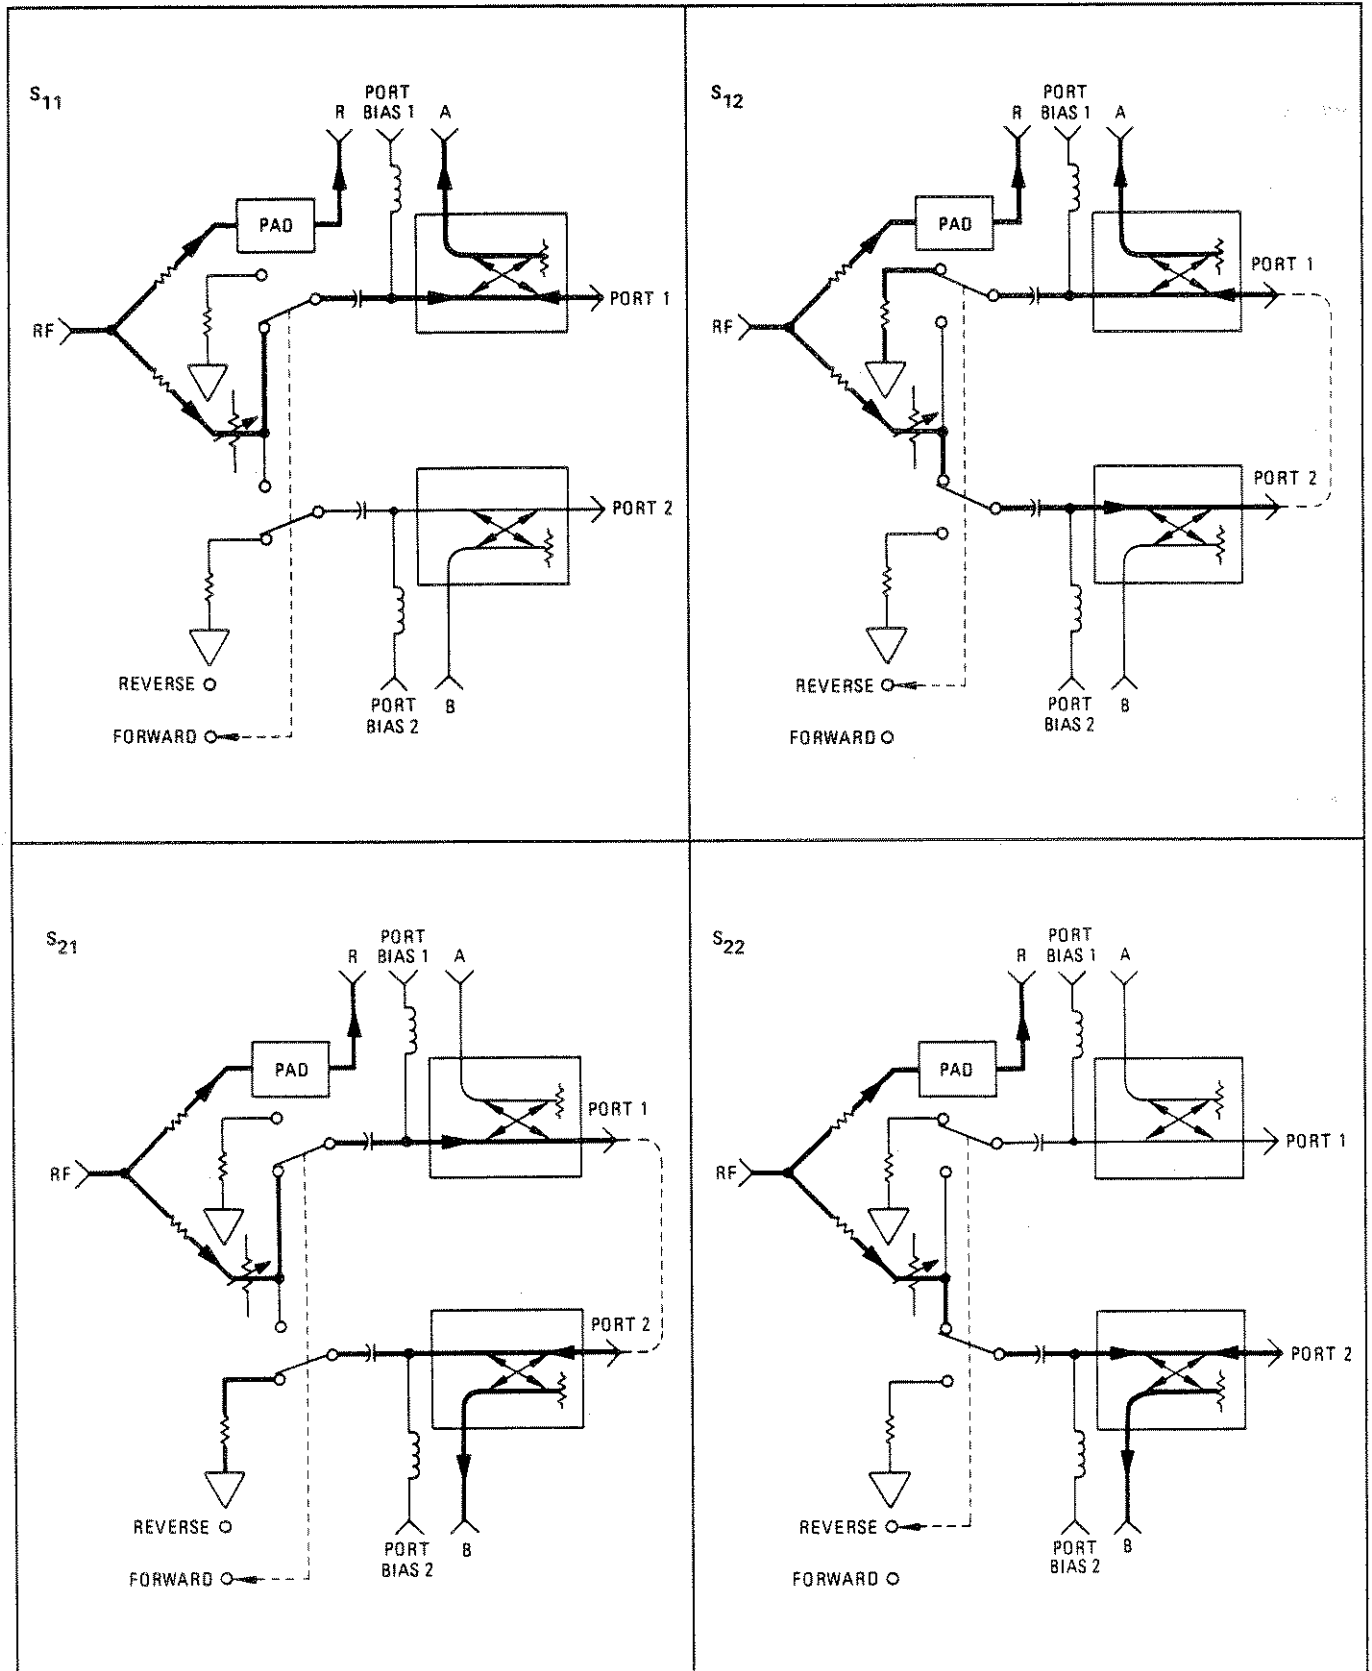 S11
R
PORT
BIAS 1
A
PAD
RF
PORT 1
PORT 2
REVERSE
FORWARD
PORT
BIAS 2
B
S12
R
PORT
BIAS 1
A
PAD
RF
PORT 1
PORT 2
REVERSE
FORWARD
PORT
BIAS 2
B
S21
R
PORT
BIAS 1
A
PAD
RF
PORT 1
PORT 2
REVERSE
FORWARD
PORT
BIAS 2
B
S22
R
PORT
BIAS 1
A
PAD
RF
PORT 1
PORT 2
REVERSE
FORWARD
PORT
BIAS 2
B